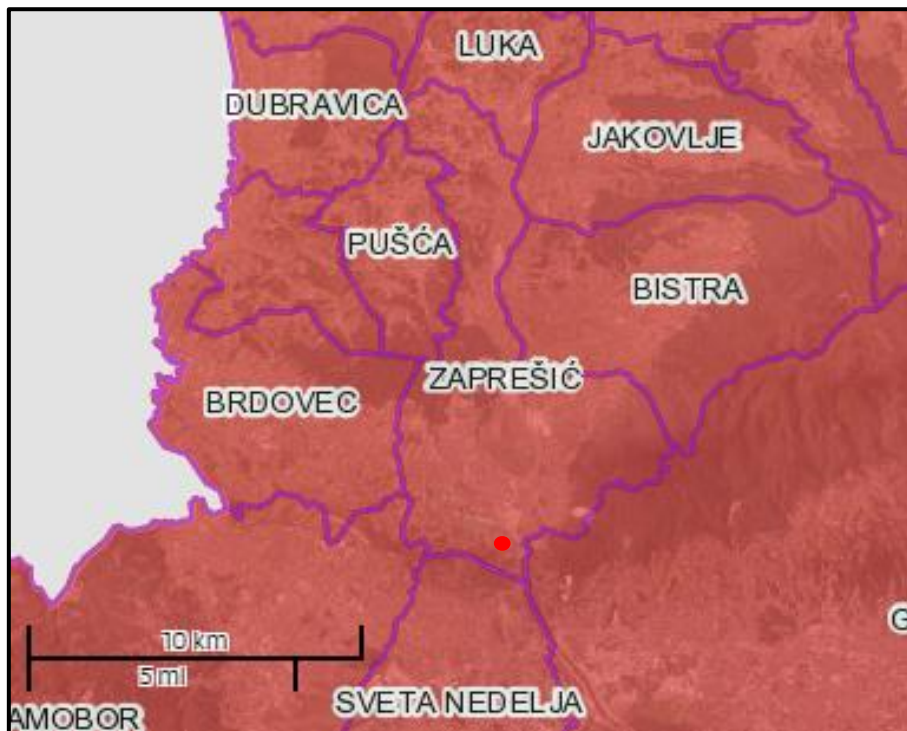 LUKA
DUBRAVICA
JAKOVLJE
PUŠĆA
BISTRA
ZAPREŠIĆ
BRDOVEC
G
10 km
5 mi
SVETA NEDELJA
AMOBOR